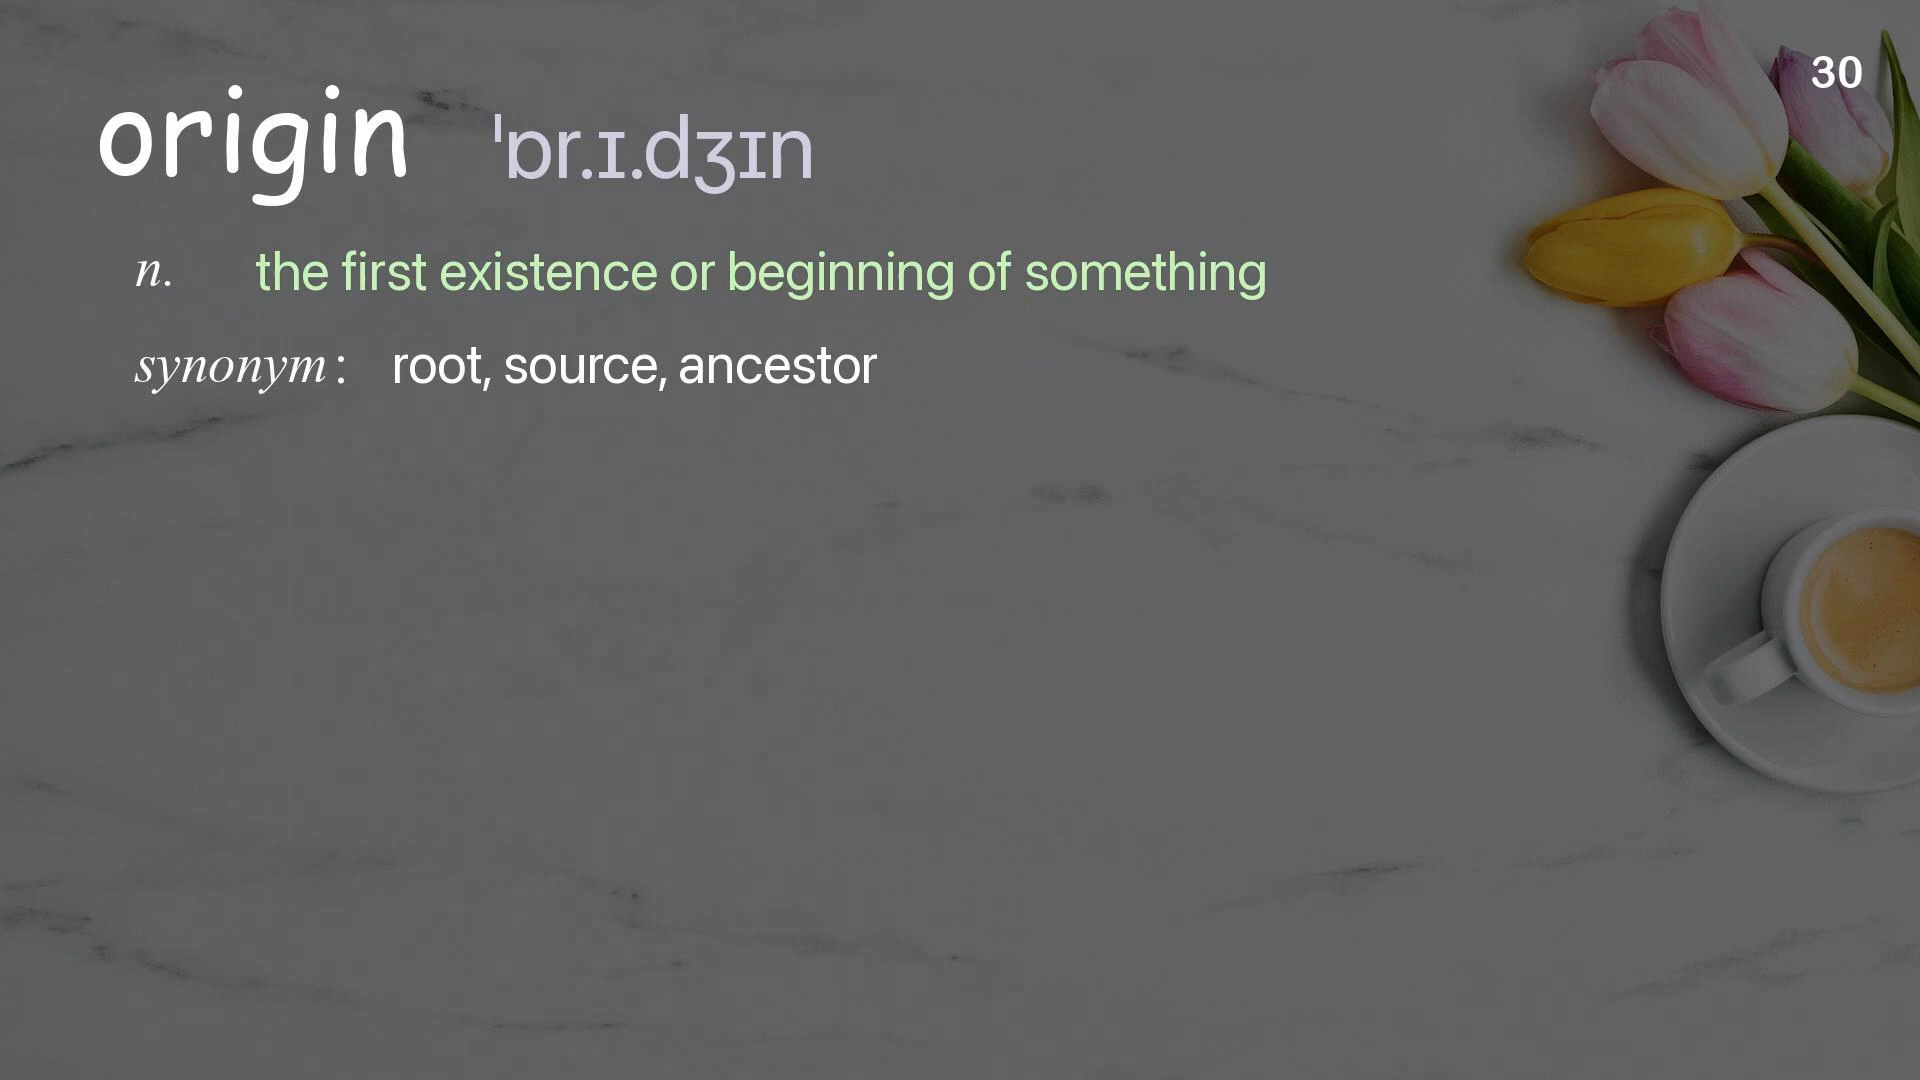 30
origin ˈɒr.ɪ.dʒɪn
n. the first existence or beginning of something
synonym: root, source, ancestor